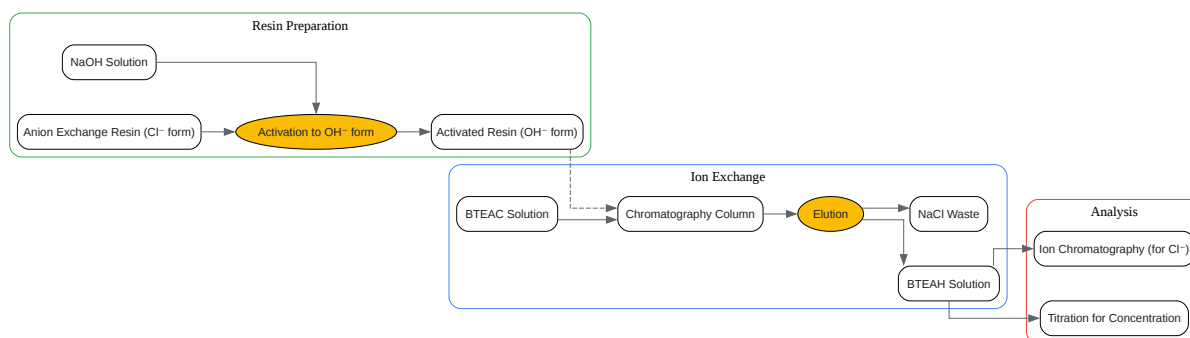 Resin Preparation
NaOH Solution
Anion Exchange Resin (Cl⁻ form)
Activation to OH⁻ form
Activated Resin (OH⁻ form)
Ion Exchange
BTEAC Solution
Chromatography Column
Elution
NaCl Waste
BTEAH Solution
Analysis
Ion Chromatography (for Cl⁻)
Titration for Concentration